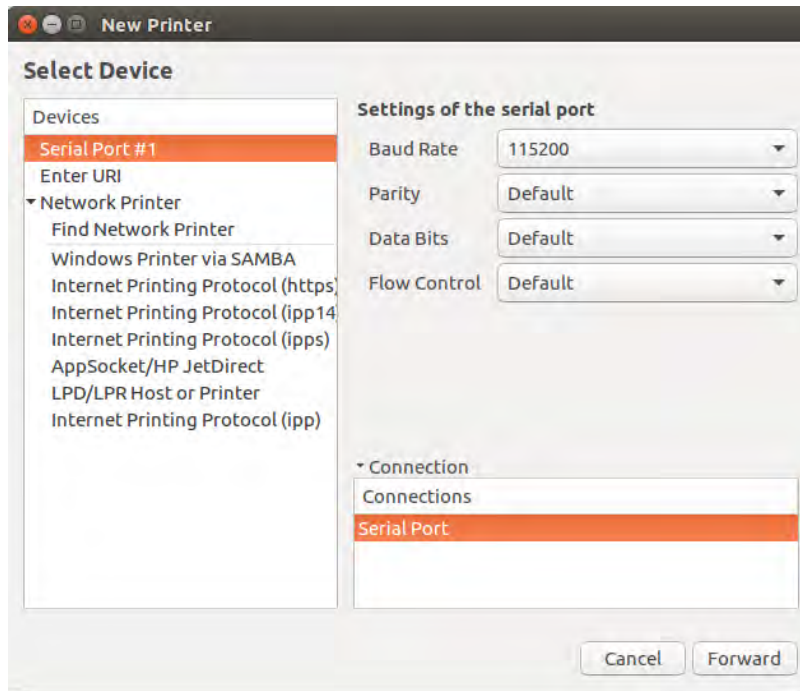 New Printer
Select Device
Devices
Serial Port #1
Enter URI
Network Printer
Find Network Printer
Windows Printer via SAMBA
Internet Printing Protocol (https)
Internet Printing Protocol (ipp14
Internet Printing Protocol (ipps)
AppSocket/HP JetDirect
LPD/LPR Host or Printer
Internet Printing Protocol (ipp)
Settings of the serial port
Baud Rate 115200
Parity Default
Data Bits Default
Flow Control Default
Connection
Connections
Serial Port
Cancel Forward